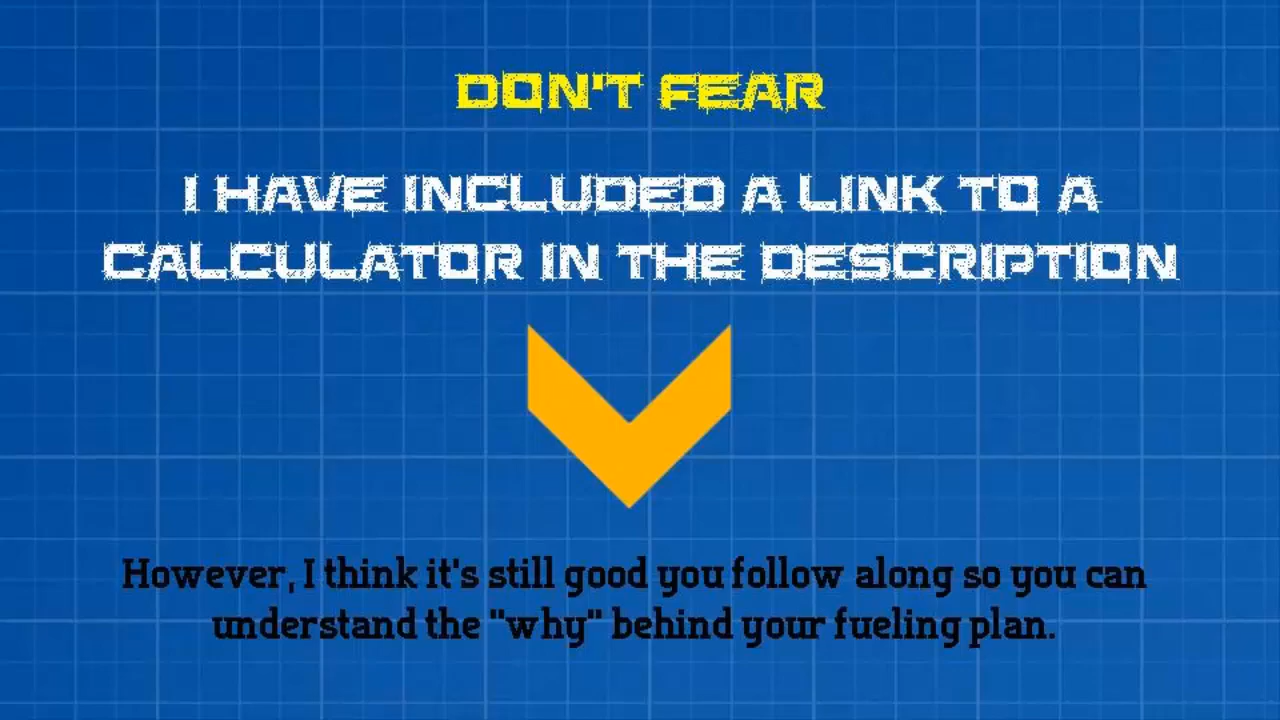 DON'T FEAR
I HAVE INCLUDED A LINK TO A
CALCULATOR IN THE DESCRIPTION
However, I think it's still good you follow along so you can
understand the "why" behind your fueling plan.